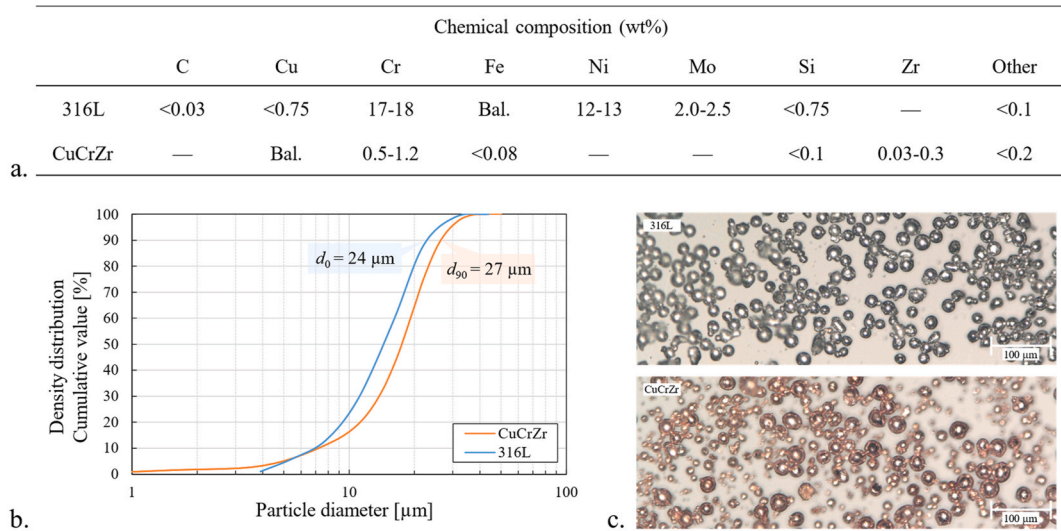 Chemical composition (wt%)
C Cu Cr Fe Ni Mo Si Zr Other
316L <0.03 <0.75 17-18 Bal. 12-13 2.0-2.5 <0.75 — <0.1
CuCrZr — Bal. 0.5-1.2 <0.08 — — <0.1 0.03-0.3 <0.2
a.
Density distribution
Cumulative value [%]
100
90
80
70
60
50
40
30
20
10
0
d0 = 24 µm
d90 = 27 µm
CuCrZr
316L
1 10 100
Particle diameter [µm]
b.
316L
100 µm
CuCrZr
100 µm
c.